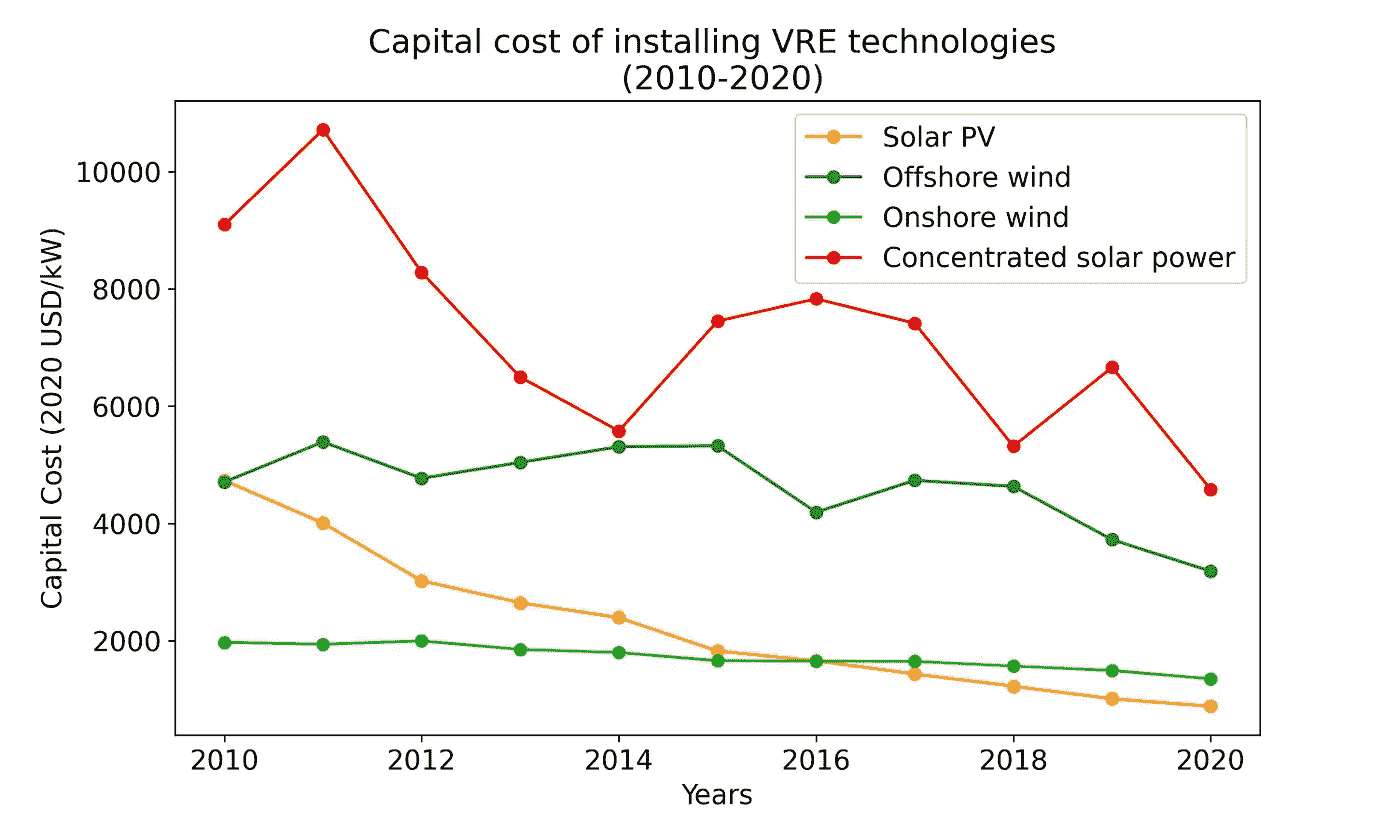 Capital cost of installing VRE technologies
(2010-2020)
Solar PV
Offshore wind
Onshore wind
Concentrated solar power
10000
8000
6000
4000
2000
Capital Cost (2020 USD/kW)
2010 2012 2014 2016 2018 2020
Years